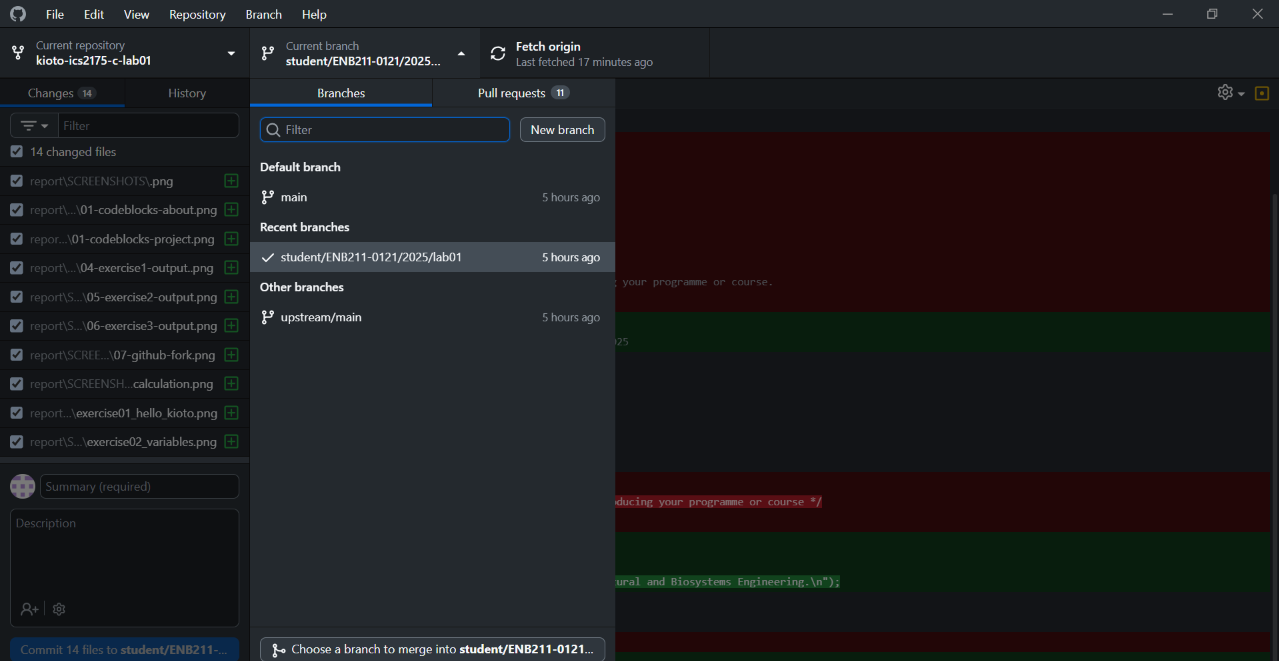 File Edit View Repository Branch Help
Current repository
kioto-ics2175-c-lab01
Current branch
student/ENB211-0121/2025...
Fetch origin
Last fetched 17 minutes ago
Changes 14
History
Branches
Pull requests 11
Filter
Filter
New branch
14 changed files
report\SCREENSHOTS\.png
report\...\01-codeblocks-about.png
repor...\01-codeblocks-project.png
report\...\04-exercise1-output..png
report\S...\05-exercise2-output.png
report\S...\06-exercise3-output.png
report\SCREE...\07-github-fork.png
report\SCREENSH...calculation.png
report...\exercise01_hello_kioto.png
report\S...\exercise02_variables.png
Default branch
main 5 hours ago
Recent branches
student/ENB211-0121/2025/lab01 5 hours ago
Other branches
upstream/main 5 hours ago
your programme or course.
025
ducing your programme or course */
ural and Biosystems Engineering.\n");
Summary (required)
Description
Commit 14 files to student/ENB211-...
Choose a branch to merge into student/ENB211-0121...